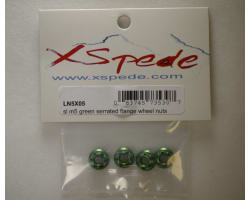 XSpede
www.xspede.com
LN5X05
sl m5 green serrated flange wheel nuts